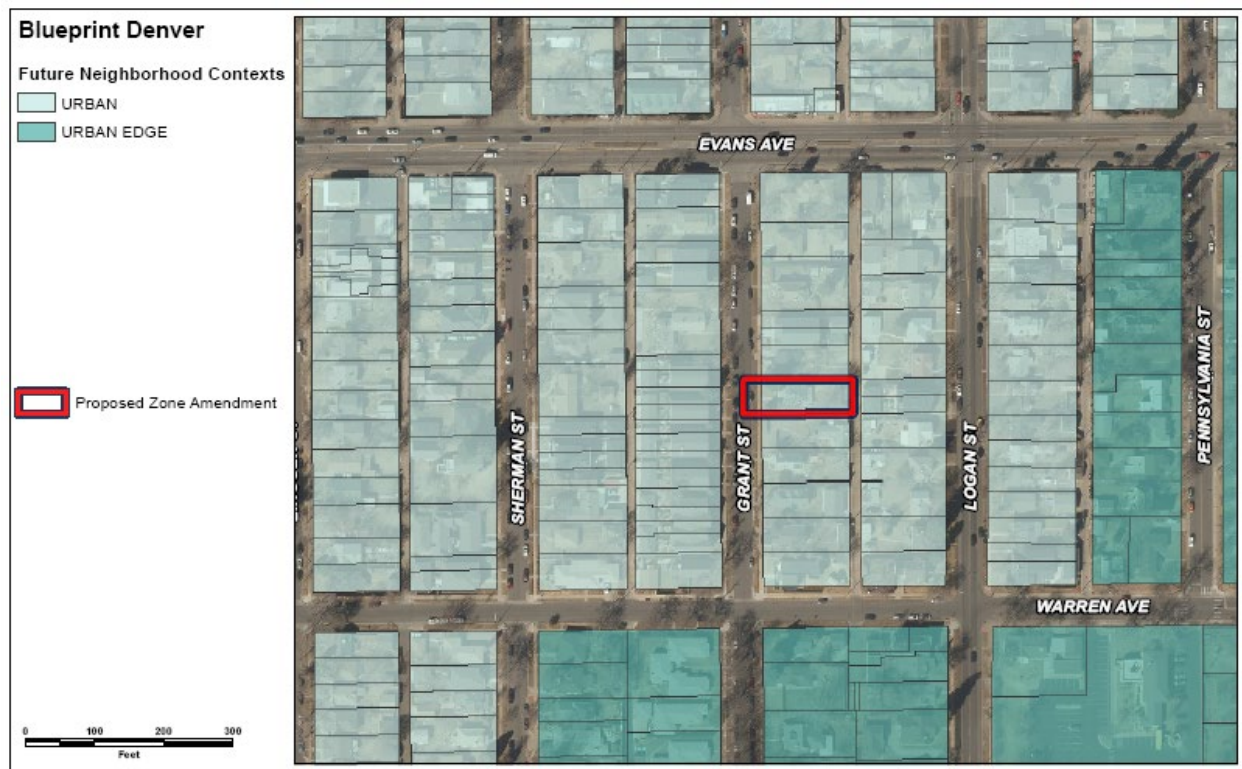 Blueprint Denver
Future Neighborhood Contexts
URBAN
URBAN EDGE
Proposed Zone Amendment
0 100 200 300
Feet
EVANS AVE
SHERMAN ST
GRANT ST
LOGAN ST
PENNSYLVANIA ST
WARREN AVE